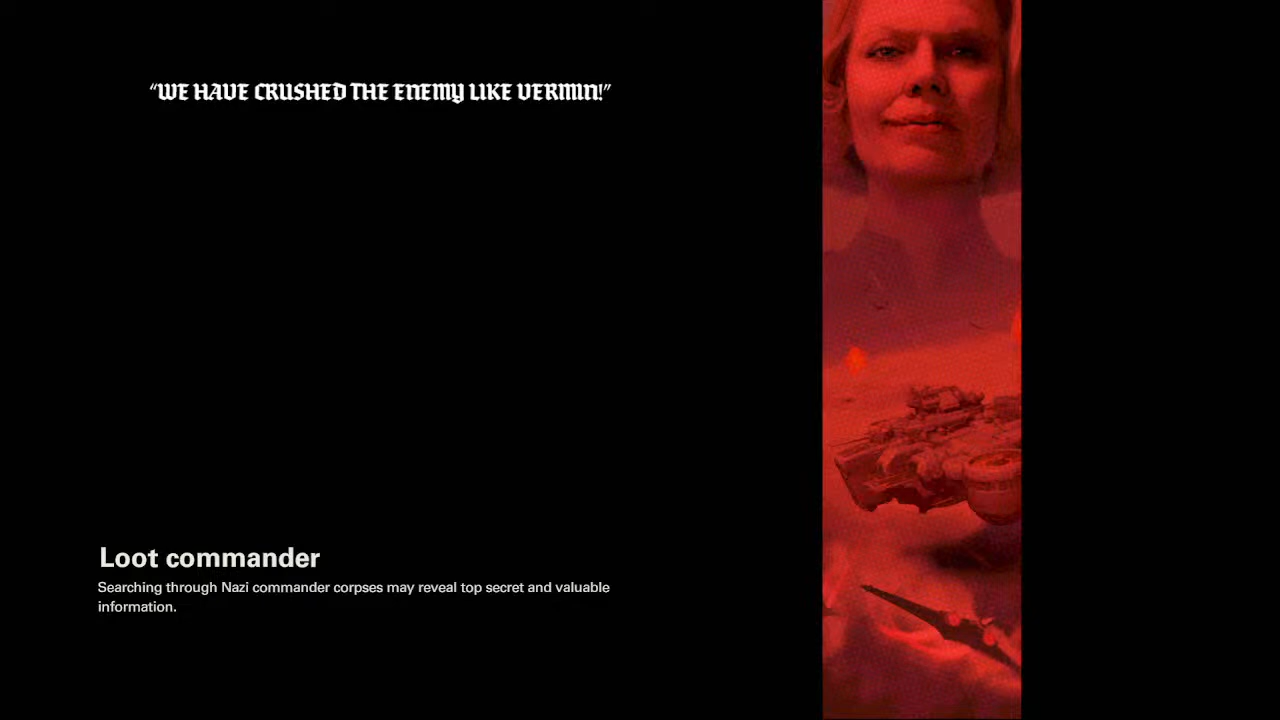 “WE HAVE CRUSHED THE ENEMY LIKE VERMIN!”
Loot commander
Searching through Nazi commander corpses may reveal top secret and valuable
information.